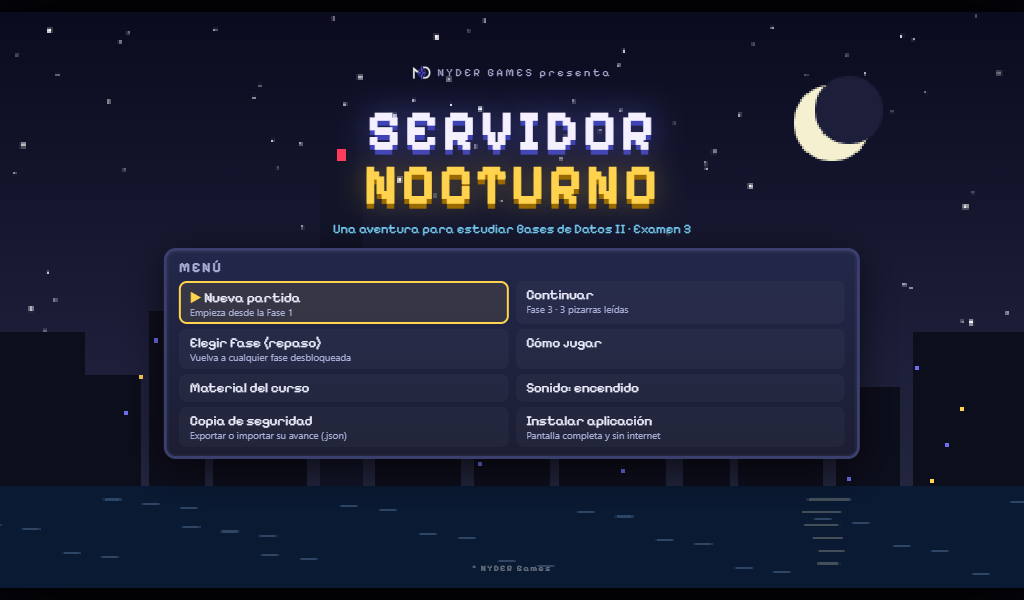 NYDER GAMES presenta
SERVIDOR
NOCTURNO
Una aventura para estudiar Bases de Datos II · Examen 3
MENÚ
▶ Nueva partida
Empieza desde la Fase 1
Continuar
Fase 3 · 3 pizarras leídas
Elegir fase (repaso)
Vuelva a cualquier fase desbloqueada
Cómo jugar
Material del curso
Sonido: encendido
Copia de seguridad
Exportar o importar su avance (.json)
Instalar aplicación
Pantalla completa y sin internet
* NYDER Games